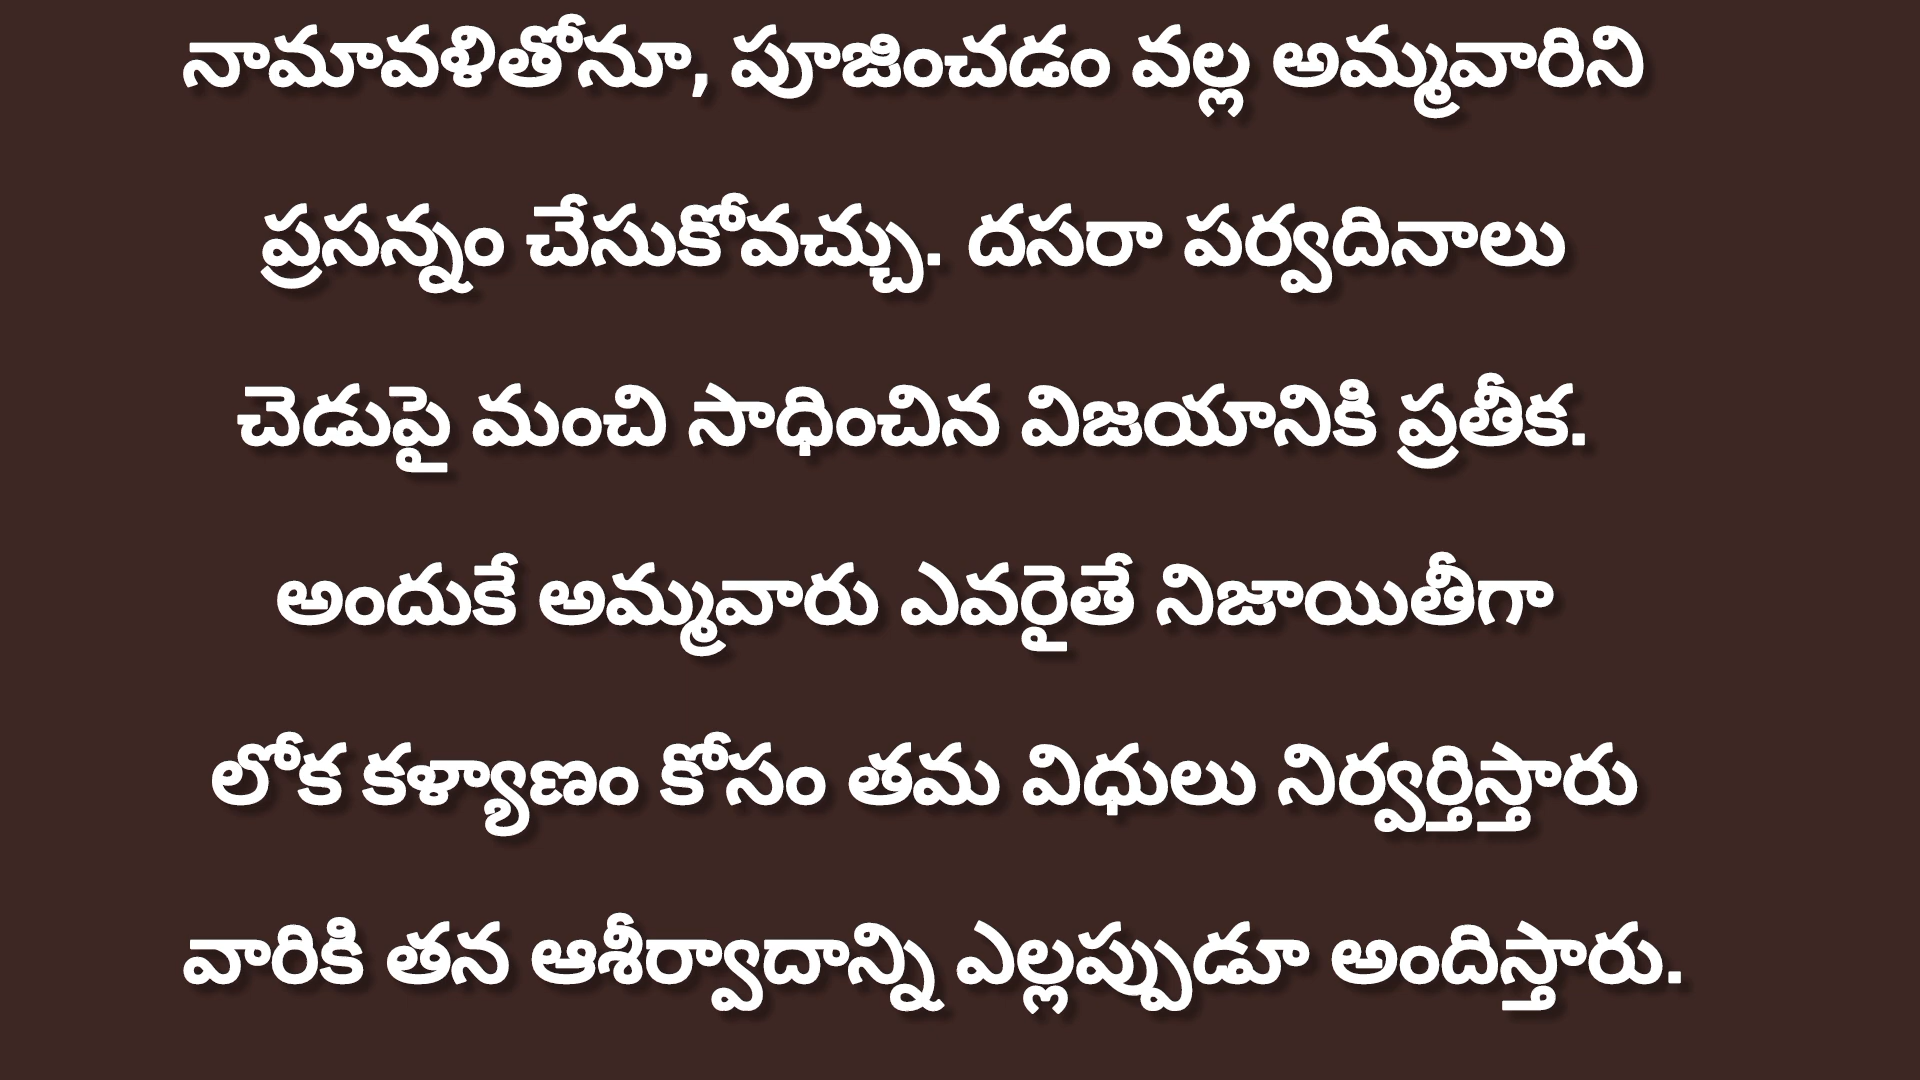 నామావళితోనూ, పూజించడం వల్ల అమ్మవారిని
ప్రసన్నం చేసుకోవచ్చు. దసరా పర్వదినాలు
చెడుపై మంచి సాధించిన విజయానికి ప్రతీక.
అందుకే అమ్మవారు ఎవరైతే నిజాయితీగా
లోక కళ్యాణం కోసం తమ విధులు నిర్వర్తిస్తారు
వారికి తన ఆశీర్వాదాన్ని ఎల్లప్పుడూ అందిస్తారు.